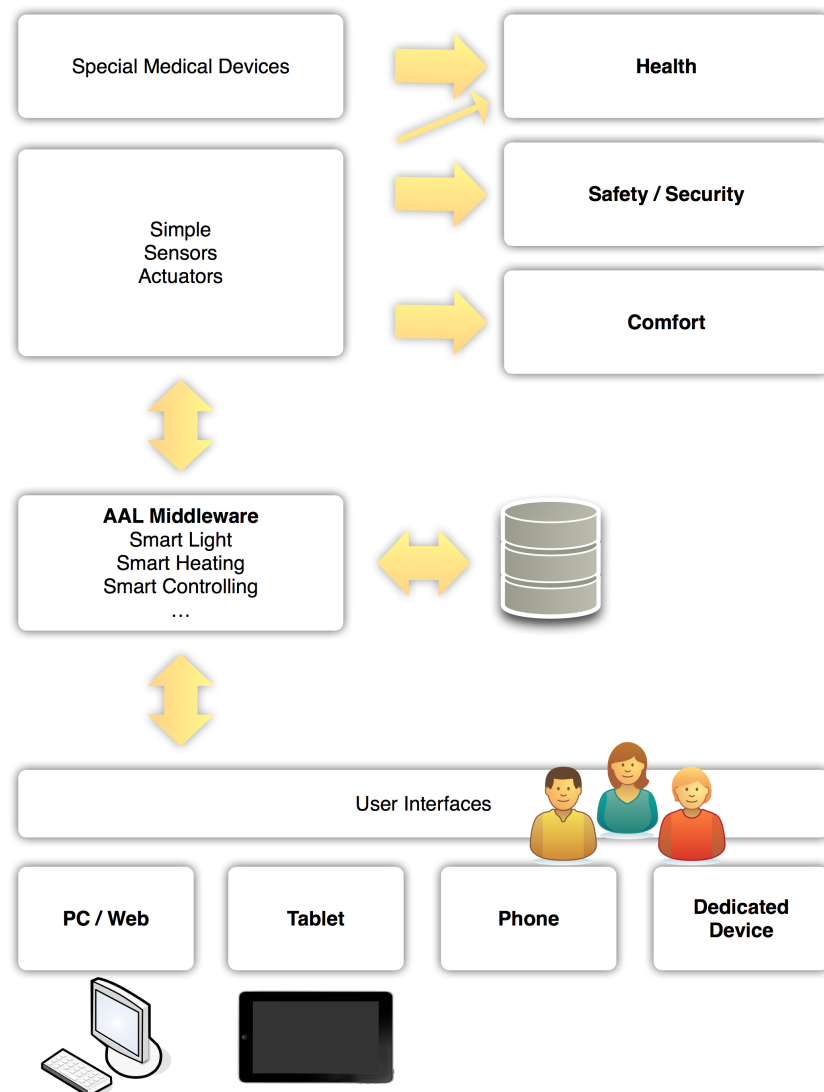 Special Medical Devices
Health
Safety / Security
Simple
Sensors
Actuators
Comfort
AAL Middleware
Smart Light
Smart Heating
Smart Controlling
…
User Interfaces
PC / Web
Tablet
Phone
Dedicated
Device